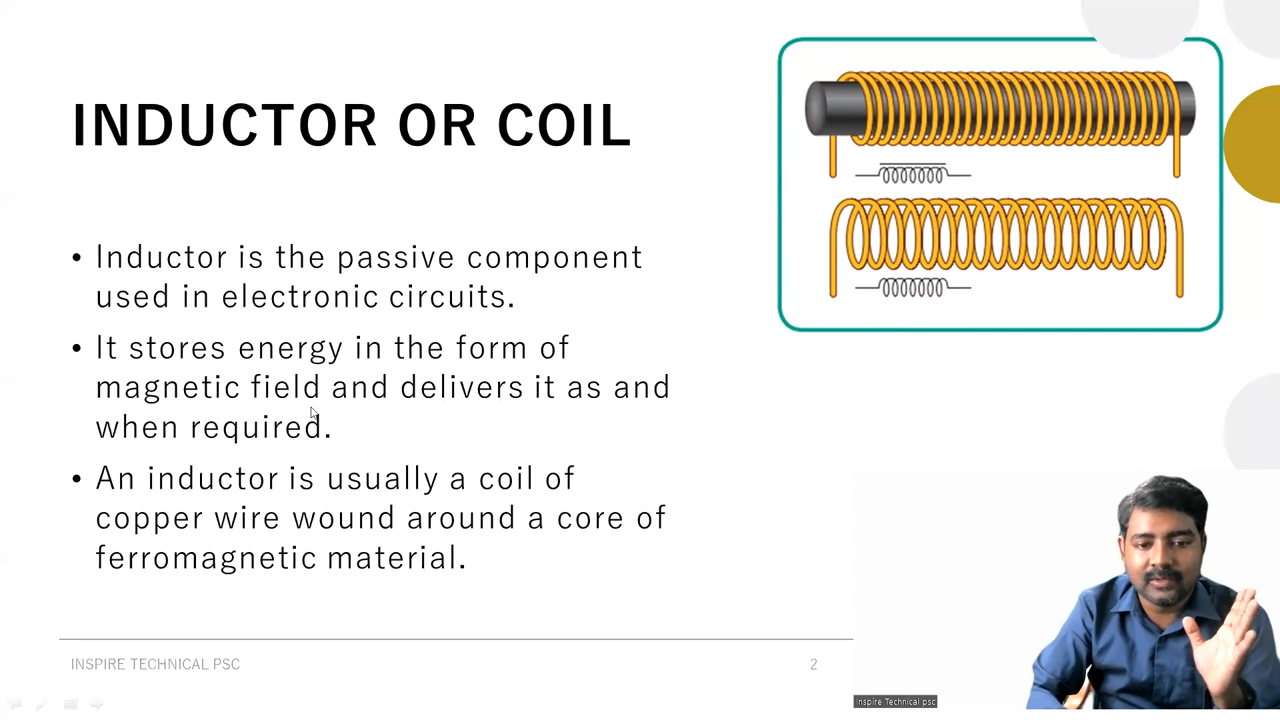 INDUCTOR OR COIL
• Inductor is the passive component
used in electronic circuits.
• It stores energy in the form of
magnetic field and delivers it as and
when required.
• An inductor is usually a coil of
copper wire wound around a core of
ferromagnetic material.
INSPIRE TECHNICAL PSC
2
Inspire Technical psc